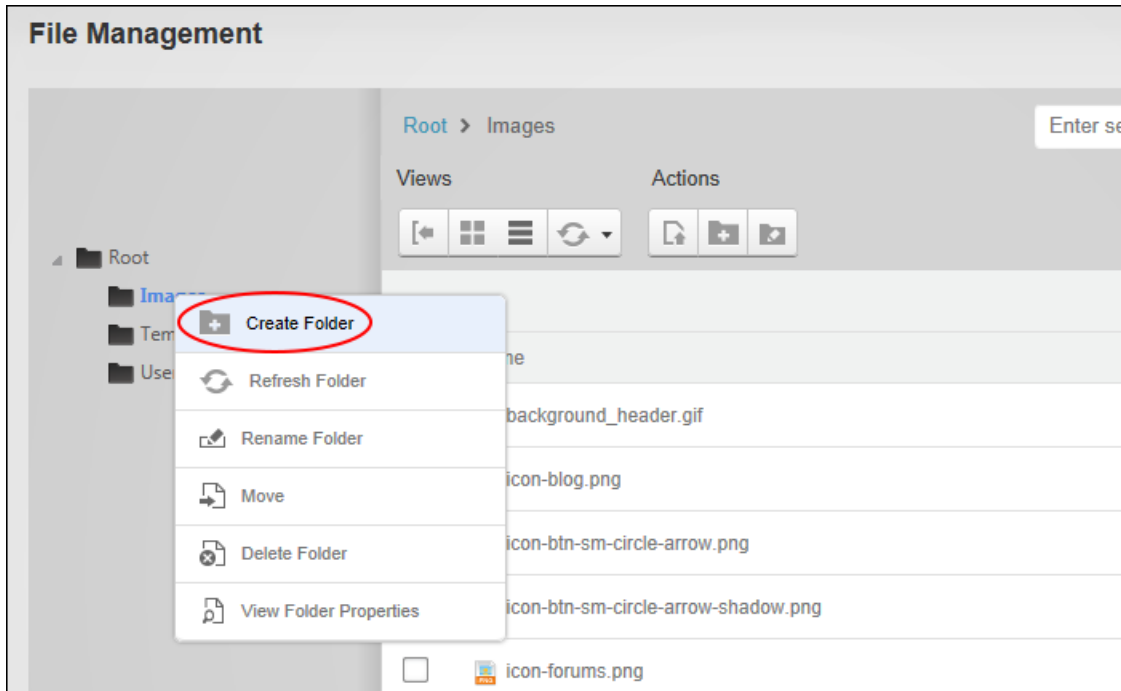 File Management
Root > Images
Enter
Views
Actions
Root
Images
Create Folder
Refresh Folder
Rename Folder
Move
Delete Folder
View Folder Properties
background_header.gif
icon-blog.png
icon-btn-sm-circle-arrow.png
icon-btn-sm-circle-arrow-shadow.png
icon-forums.png